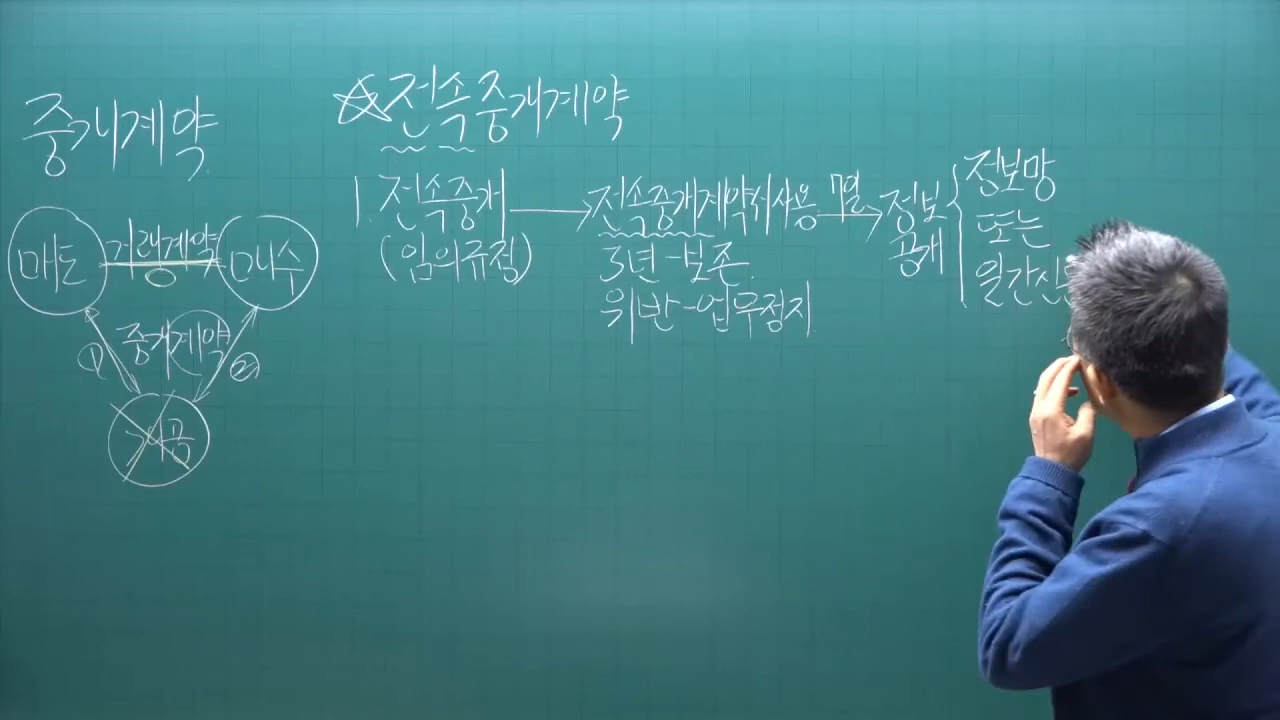 중개계약
매도
거래계약
매수
중개계약
①
②
개공
☆전속중개계약
1. 전속중개
(임의규정)
전속중개계약서사용
3년-보존
위반-업무정지
7일
정보
공개
정보망
또는
일간신문